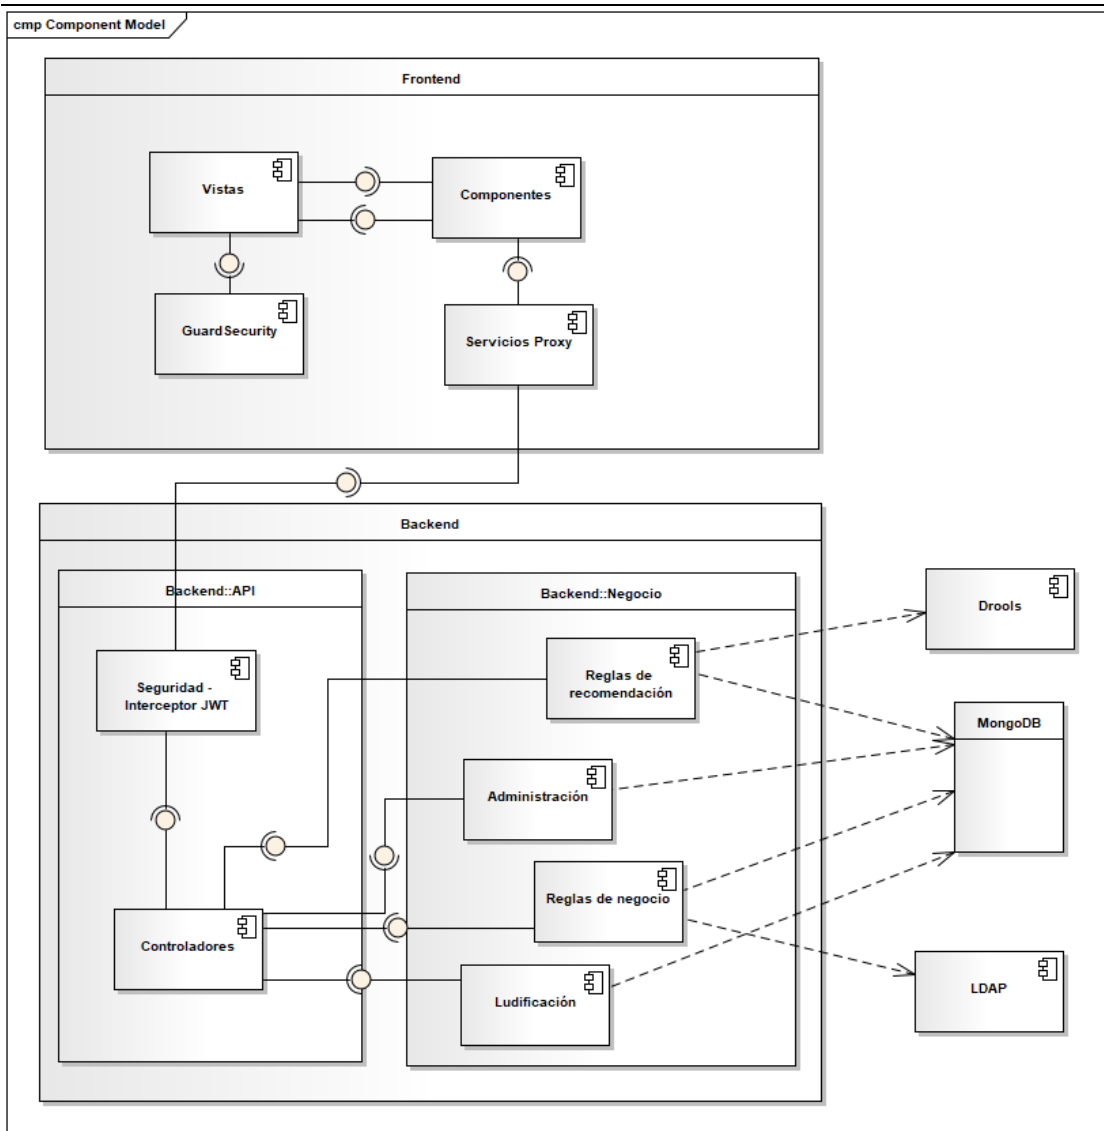 cmp Component Model
Frontend
Vistas
Componentes
GuardSecurity
Servicios Proxy
Backend
Backend::API
Backend::Negocio
Drools
Reglas de
recomendación
Seguridad -
Interceptor JWT
MongoDB
Administración
Reglas de negocio
Controladores
LDAP
Ludificación